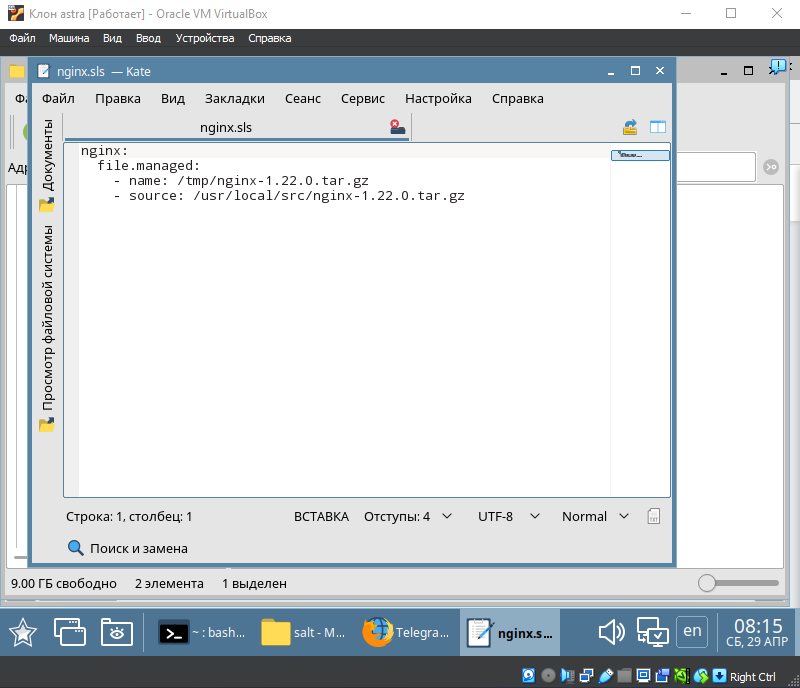 Клон astra [Работает] - Oracle VM VirtualBox
Файл Машина Вид Ввод Устройства Справка
nginx.sls — Kate
Файл Правка Вид Закладки Сеанс Сервис Настройка Справка
nginx.sls
Документы
Просмотр файловой системы
nginx:
file.managed:
- name: /tmp/nginx-1.22.0.tar.gz
- source: /usr/local/src/nginx-1.22.0.tar.gz
Строка: 1, столбец: 1 ВСТАВКА Отступы: 4 UTF-8 Normal
Поиск и замена
9.00 ГБ свободно 2 элемента 1 выделен
~ : bash... salt - М... Telegra... nginx.s... en 08:15
СБ, 29 АПР
Right Ctrl